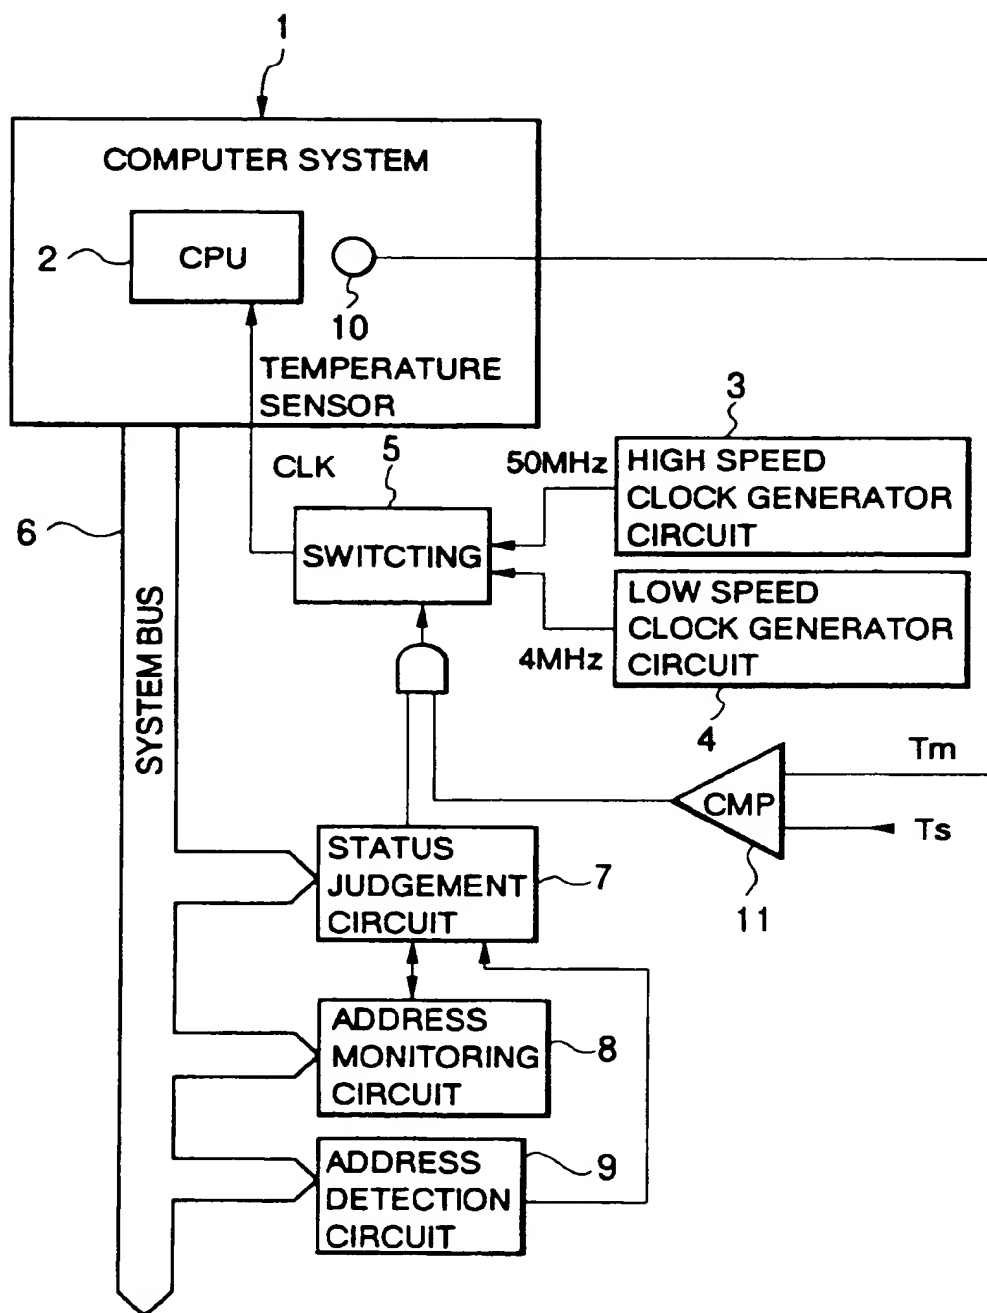 1
COMPUTER SYSTEM
2
CPU
10
TEMPERATURE
SENSOR
3
CLK
5
50MHz
HIGH SPEED
CLOCK GENERATOR
CIRCUIT
6
SWITCTING
LOW SPEED
CLOCK GENERATOR
CIRCUIT
4MHz
SYSTEM BUS
4
Tm
CMP
Ts
STATUS
JUDGEMENT
CIRCUIT
7
11
ADDRESS
MONITORING
CIRCUIT
8
ADDRESS
DETECTION
CIRCUIT
9